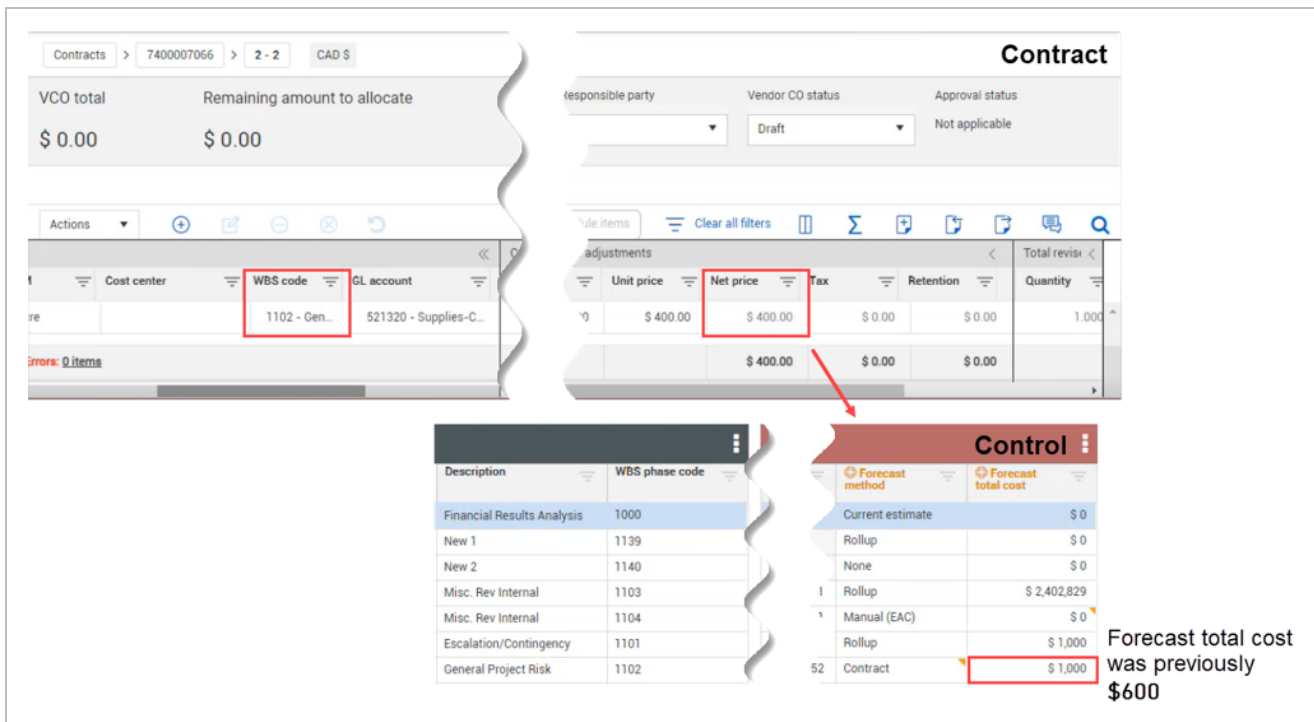 Contracts > 7400007066 > 2 - 2 CAD $ Contract
VCO total Remaining amount to allocate Responsible party Vendor CO status Approval status
$ 0.00 $ 0.00 Draft Not applicable
Actions items Clear all filters
adjustments Total revise
Cost center WBS code GL account Unit price Net price Tax Retention Quantity
1102 - Gen... 521320 - Supplies-C... $ 400.00 $ 400.00 $ 0.00 $ 0.00 1.000
Errors: 0 items $ 400.00 $ 0.00 $ 0.00
Control
Description WBS phase code Forecast method Forecast total cost
Financial Results Analysis 1000 Current estimate $ 0
New 1 1139 Rollup $ 0
New 2 1140 None $ 0
Misc. Rev Internal 1103 Rollup $ 2,402,829
Misc. Rev Internal 1104 Manual (EAC) $ 0
Escalation/Contingency 1101 Rollup $ 1,000
General Project Risk 1102 52 Contract $ 1,000
Forecast total cost
was previously
$600